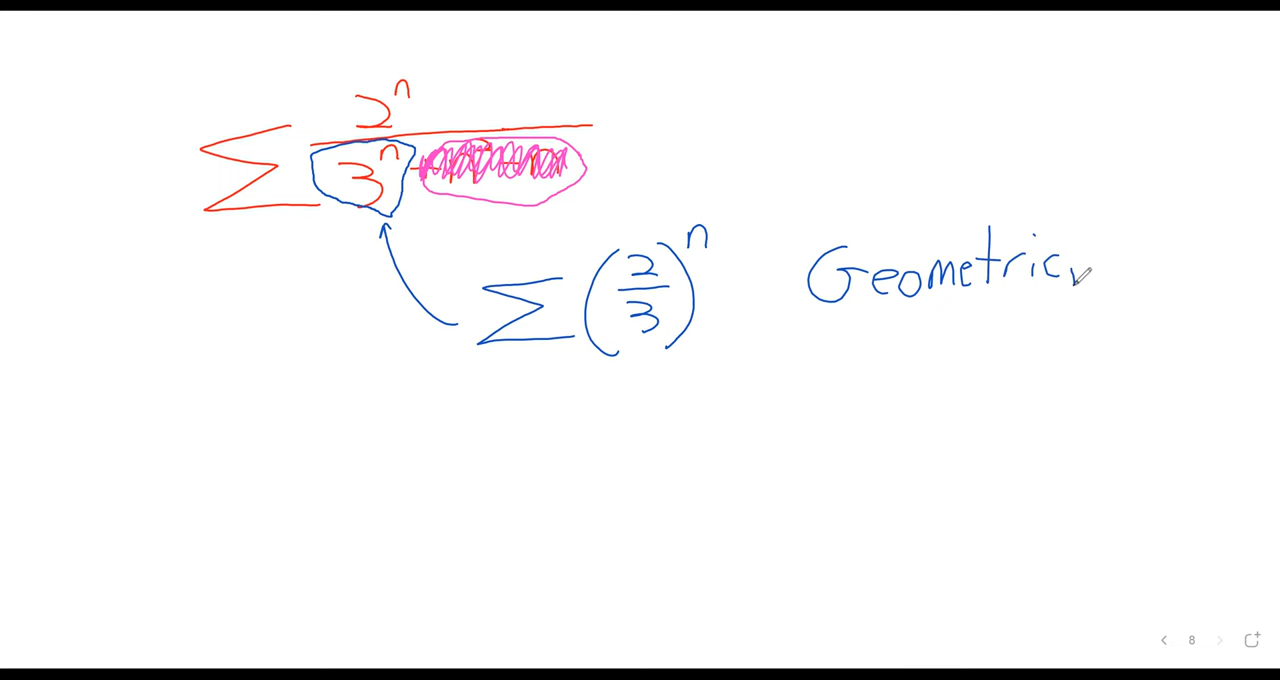 ∑ 2^n / 3^n
∑ (2/3)^n Geometric,
8